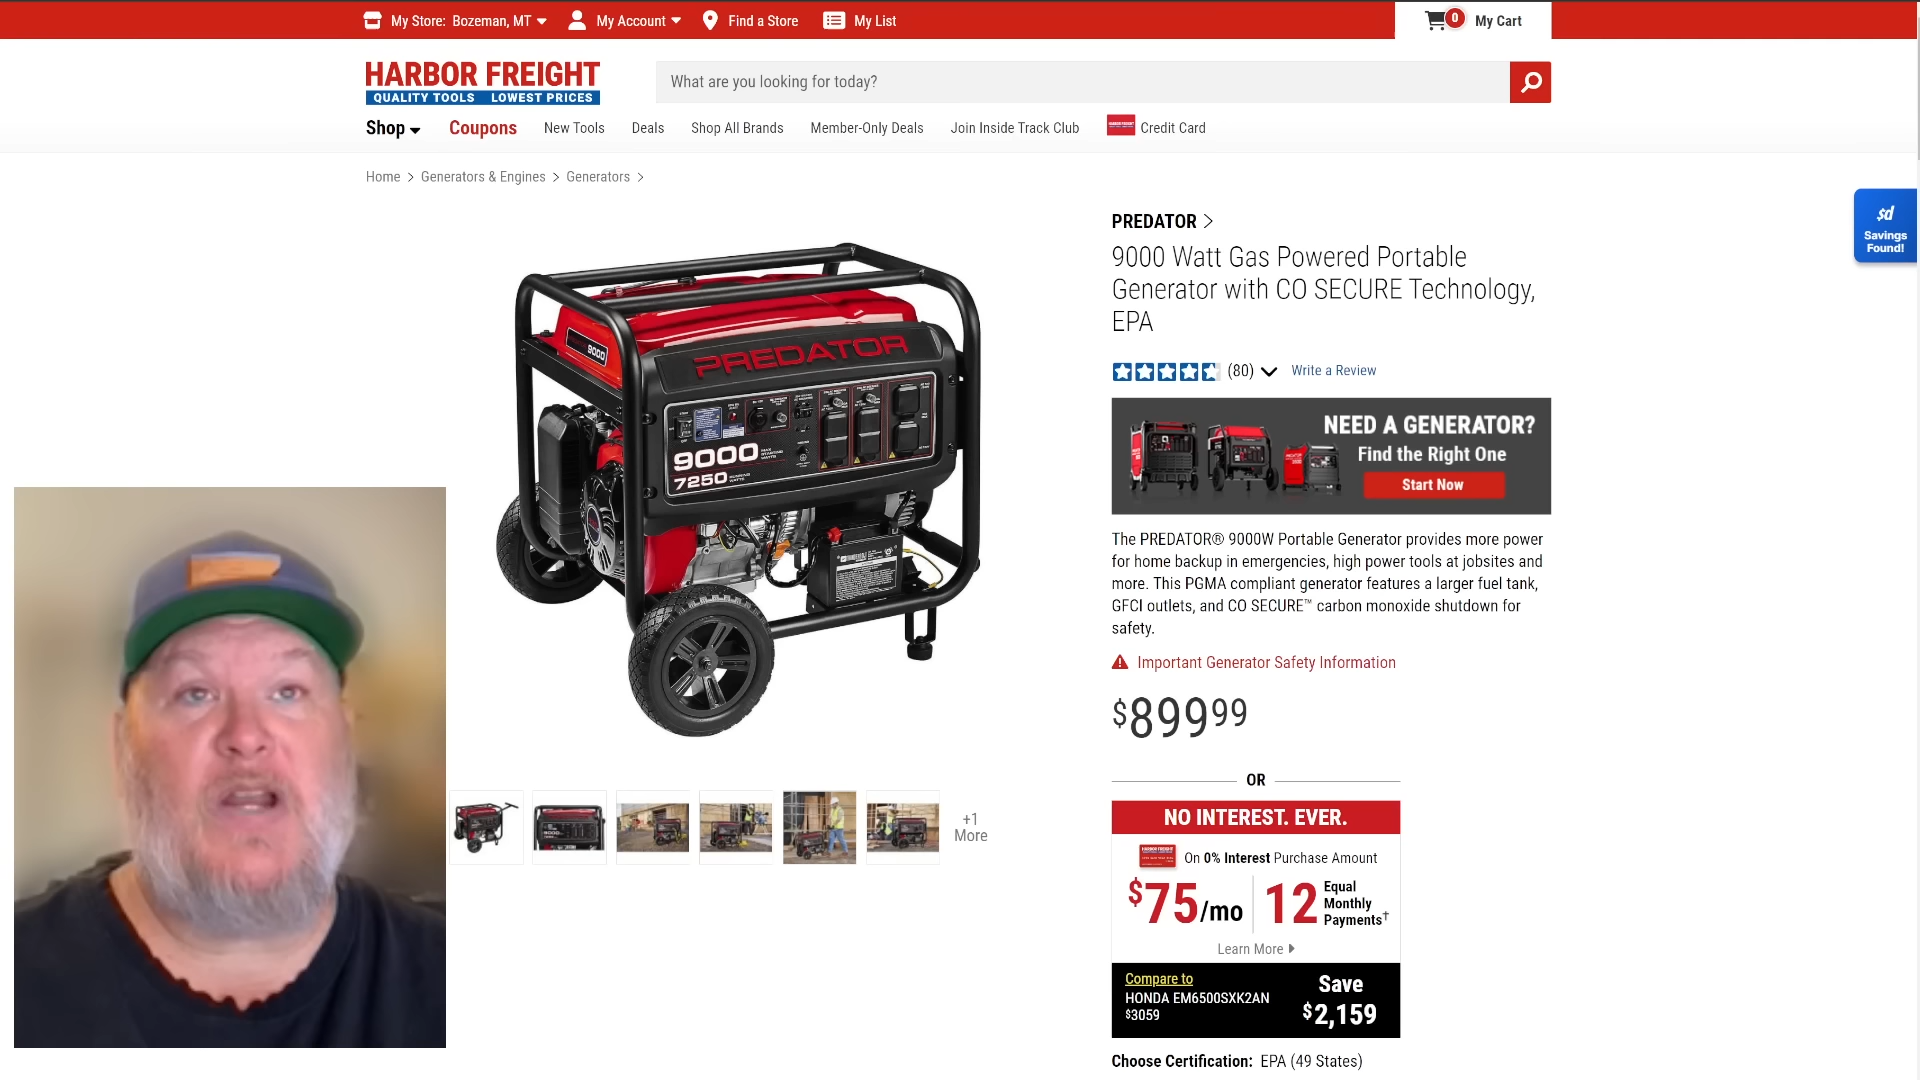 My Store: Bozeman, MT
My Account
Find a Store
My List
0
My Cart
HARBOR FREIGHT
QUALITY TOOLS LOWEST PRICES
What are you looking for today?
Shop
Coupons
New Tools
Deals
Shop All Brands
Member-Only Deals
Join Inside Track Club
Credit Card
Home > Generators & Engines > Generators >
$d
Savings
Found!
PREDATOR >
9000 Watt Gas Powered Portable
Generator with CO SECURE Technology,
EPA
(80)
Write a Review
PREDATOR
9000
9000
7250
NEED A GENERATOR?
Find the Right One
Start Now
The PREDATOR® 9000W Portable Generator provides more power
for home backup in emergencies, high power tools at jobsites and
more. This PGMA compliant generator features a larger fuel tank,
GFCI outlets, and CO SECURE™ carbon monoxide shutdown for
safety.
Important Generator Safety Information
$899 99
OR
NO INTEREST. EVER.
On 0% Interest Purchase Amount
$75/mo
12 Equal
Monthly
Payments†
Learn More
Compare to
HONDA EM6500SXK2AN
$3059
Save
$2,159
+1
More
Choose Certification: EPA (49 States)